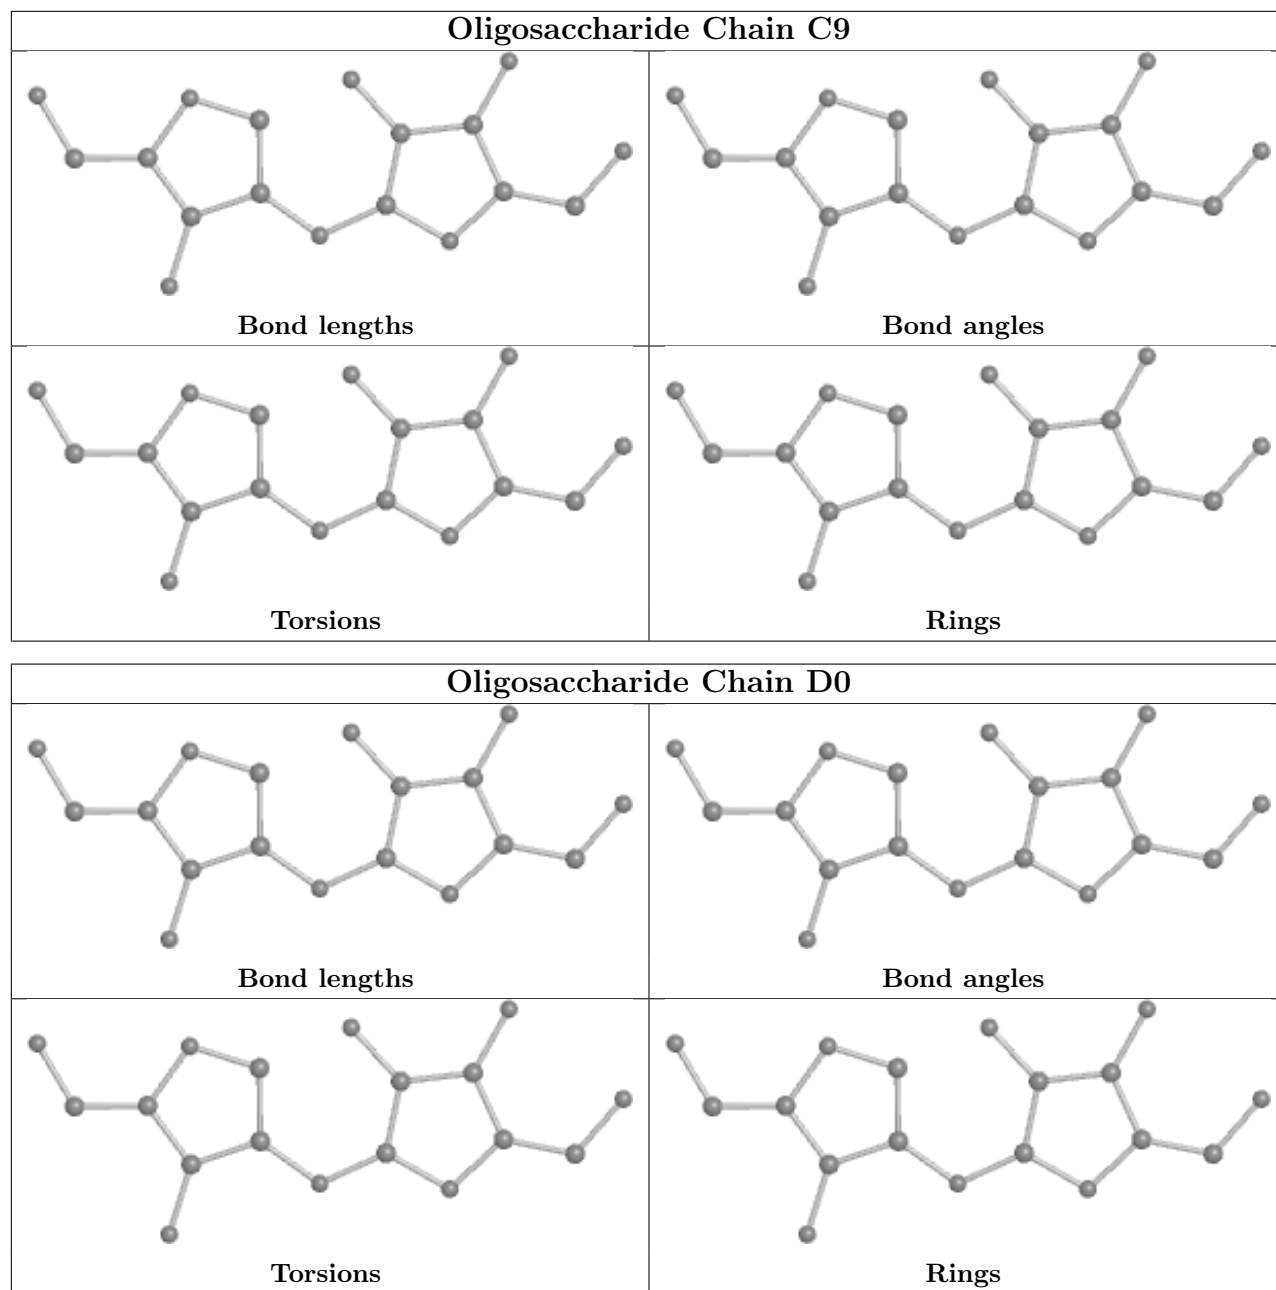 Oligosaccharide Chain C9
Bond lengths
Bond angles
Torsions
Rings
Oligosaccharide Chain D0
Bond lengths
Bond angles
Torsions
Rings